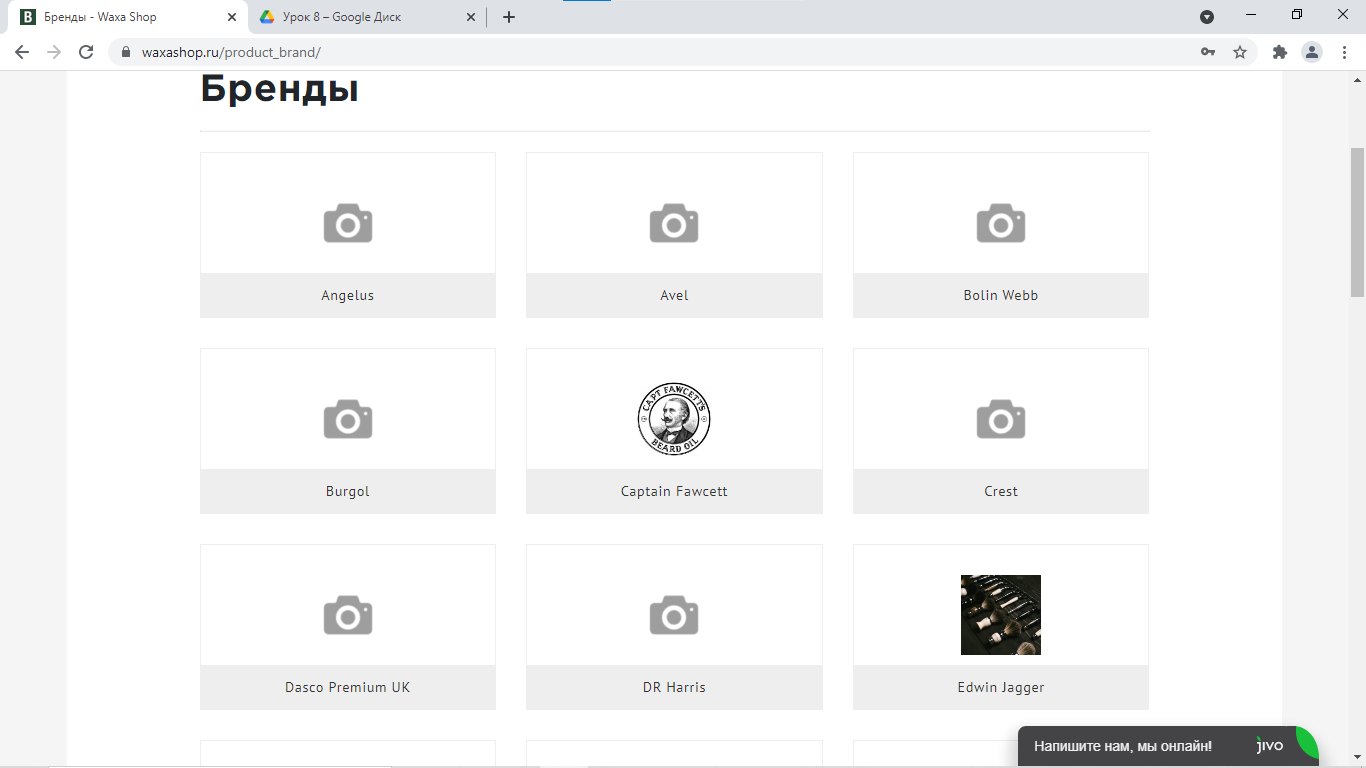 Бренды - Waxa Shop
Урок 8 – Google Диск
waxashop.ru/product_brand/
Бренды
Angelus
Avel
Bolin Webb
Burgol
CAPT FAWCETT'S
BEARD OIL
Captain Fawcett
Crest
Dasco Premium UK
DR Harris
Edwin Jagger
Напишите нам, мы онлайн!
jivo